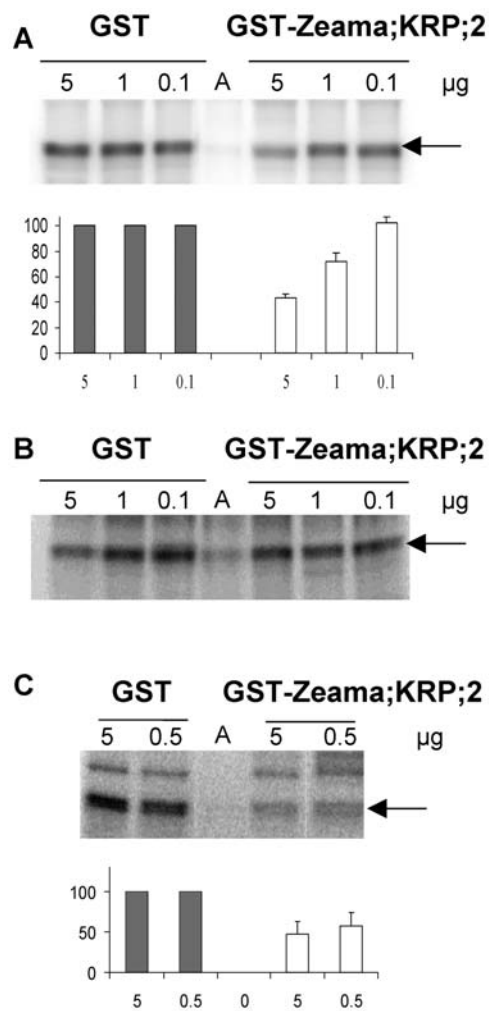 A
GST GST-Zeama;KRP;2
5 1 0.1 A 5 1 0.1 µg
100
80
60
40
20
0
5 1 0.1 5 1 0.1
B
GST GST-Zeama;KRP;2
5 1 0.1 A 5 1 0.1 µg
C
GST GST-Zeama;KRP;2
5 0.5 A 5 0.5 µg
100
50
0
5 0.5 0 5 0.5